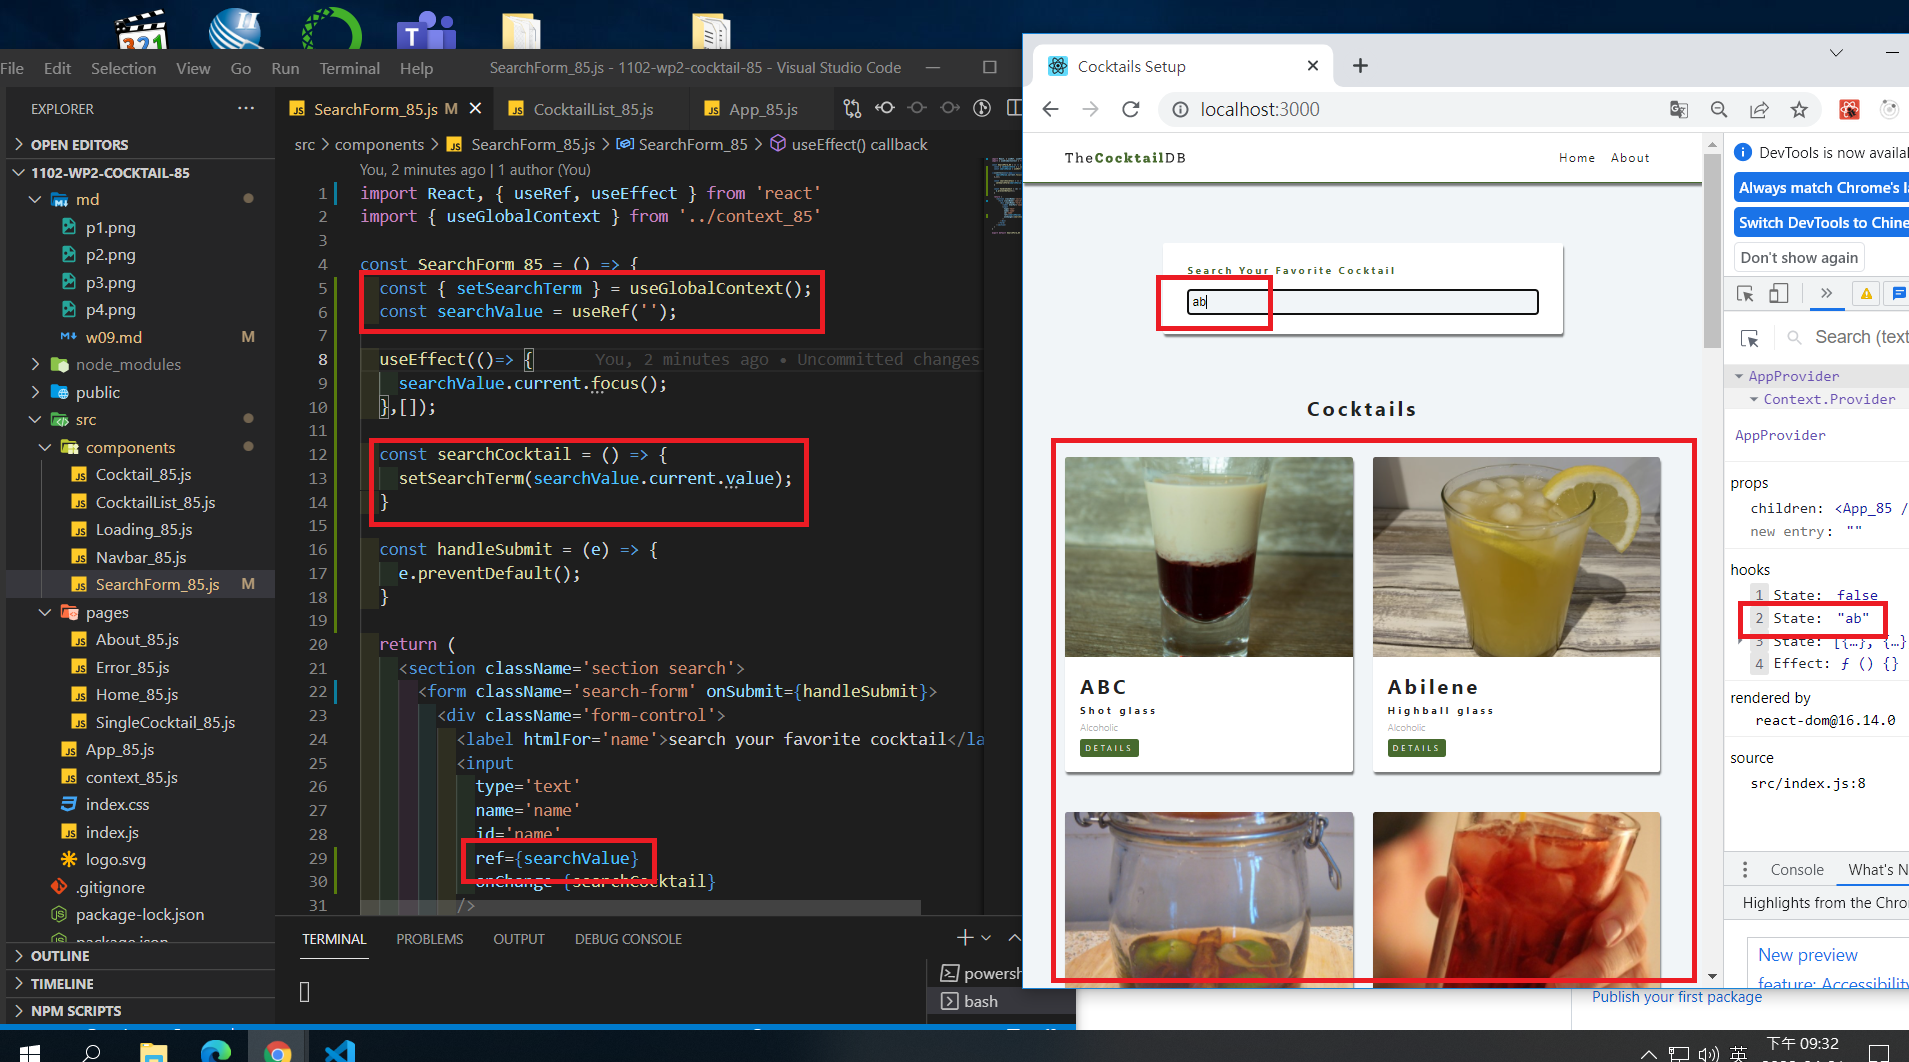 File Edit Selection View Go Run Terminal Help
SearchForm_85.js - 1102-wp2-cocktail-85 - Visual Studio Code
EXPLORER
OPEN EDITORS
1102-WP2-COCKTAIL-85
md
p1.png
p2.png
p3.png
p4.png
w09.md M
node_modules
public
src
components
Cocktail_85.js
CocktailList_85.js
Loading_85.js
Navbar_85.js
SearchForm_85.js M
pages
About_85.js
Error_85.js
Home_85.js
SingleCocktail_85.js
App_85.js
context_85.js
index.css
index.js
logo.svg
.gitignore
package-lock.json
package.json
OUTLINE
TIMELINE
NPM SCRIPTS
SearchForm_85.js M
CocktailList_85.js
App_85.js
src > components > SearchForm_85.js > SearchForm_85 > useEffect() callback
You, 2 minutes ago | 1 author (You)
1 import React, { useRef, useEffect } from 'react'
2 import { useGlobalContext } from '../context_85'
3
4 const SearchForm_85 = () => {
5 const { setSearchTerm } = useGlobalContext();
6 const searchValue = useRef('');
7
8 useEffect(()=> { You, 2 minutes ago • Uncommitted changes
9 searchValue.current.focus();
10 },[]);
11
12 const searchCocktail = () => {
13 setSearchTerm(searchValue.current.value);
14 }
15
16 const handleSubmit = (e) => {
17 e.preventDefault();
18 }
19
20 return (
21 <section className='section search'>
22 <form className='search-form' onSubmit={handleSubmit}>
23 <div className='form-control'>
24 <label htmlFor='name'>search your favorite cocktail</la
25 <input
26 type='text'
27 name='name'
28 id='name'
29 ref={searchValue}
30 onChange={searchCocktail}
31 />
TERMINAL PROBLEMS OUTPUT DEBUG CONSOLE
powersh
bash
Cocktails Setup
localhost:3000
TheCocktailDB
Home About
Search Your Favorite Cocktail
ab
Cocktails
ABC
Shot glass
Alcoholic
DETAILS
Abilene
Highball glass
Alcoholic
DETAILS
DevTools is now availa
Always match Chrome's la
Switch DevTools to Chine
Don't show again
Search (text
AppProvider
Context.Provider
AppProvider
props
children: <App_85 /
new entry: ""
hooks
1 State: false
2 State: "ab"
3 State: [{…}, {…}
4 Effect: ƒ () {}
rendered by
react-dom@16.14.0
source
src/index.js:8
Console What's N
Highlights from the Chro
New preview
feature: Accessibility
Publish your first package
英
下午 09:32